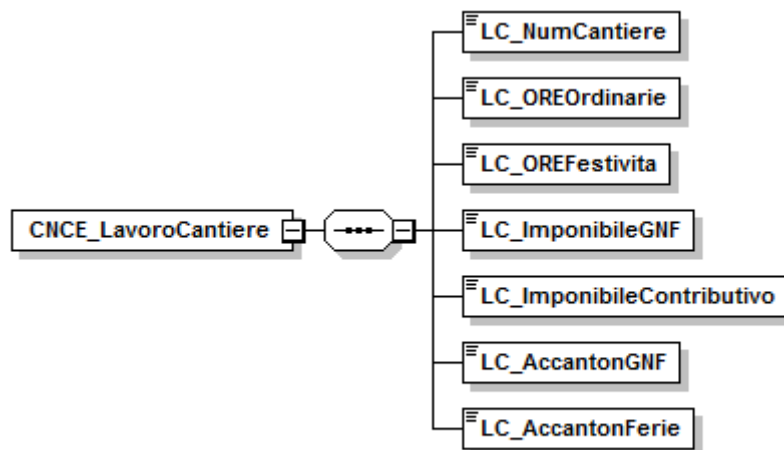 LC_NumCantiere
LC_OREOrdinarie
LC_OREFestivita
CNCE_LavoroCantiere
LC_ImponibileGNF
LC_ImponibileContributivo
LC_AccantonGNF
LC_AccantonFerie